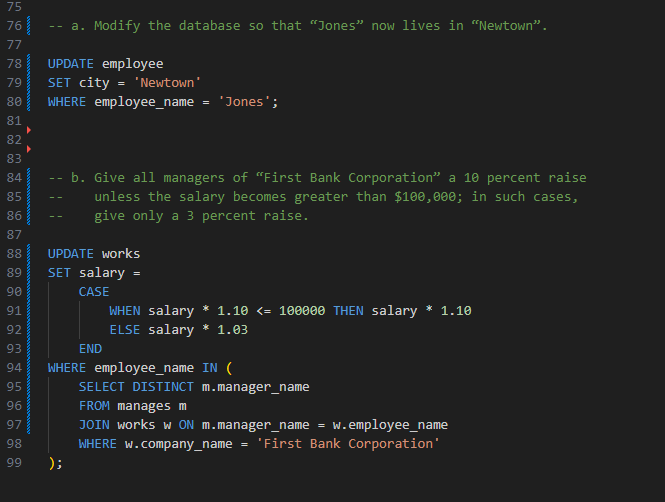 75
76 -- a. Modify the database so that “Jones” now lives in “Newtown”.
77
78 UPDATE employee
79 SET city = 'Newtown'
80 WHERE employee_name = 'Jones';
81
82
83
84 -- b. Give all managers of “First Bank Corporation” a 10 percent raise
85 --    unless the salary becomes greater than $100,000; in such cases,
86 --    give only a 3 percent raise.
87
88 UPDATE works
89 SET salary =
90     CASE
91         WHEN salary * 1.10 <= 100000 THEN salary * 1.10
92         ELSE salary * 1.03
93     END
94 WHERE employee_name IN (
95     SELECT DISTINCT m.manager_name
96     FROM manages m
97     JOIN works w ON m.manager_name = w.employee_name
98     WHERE w.company_name = 'First Bank Corporation'
99 );